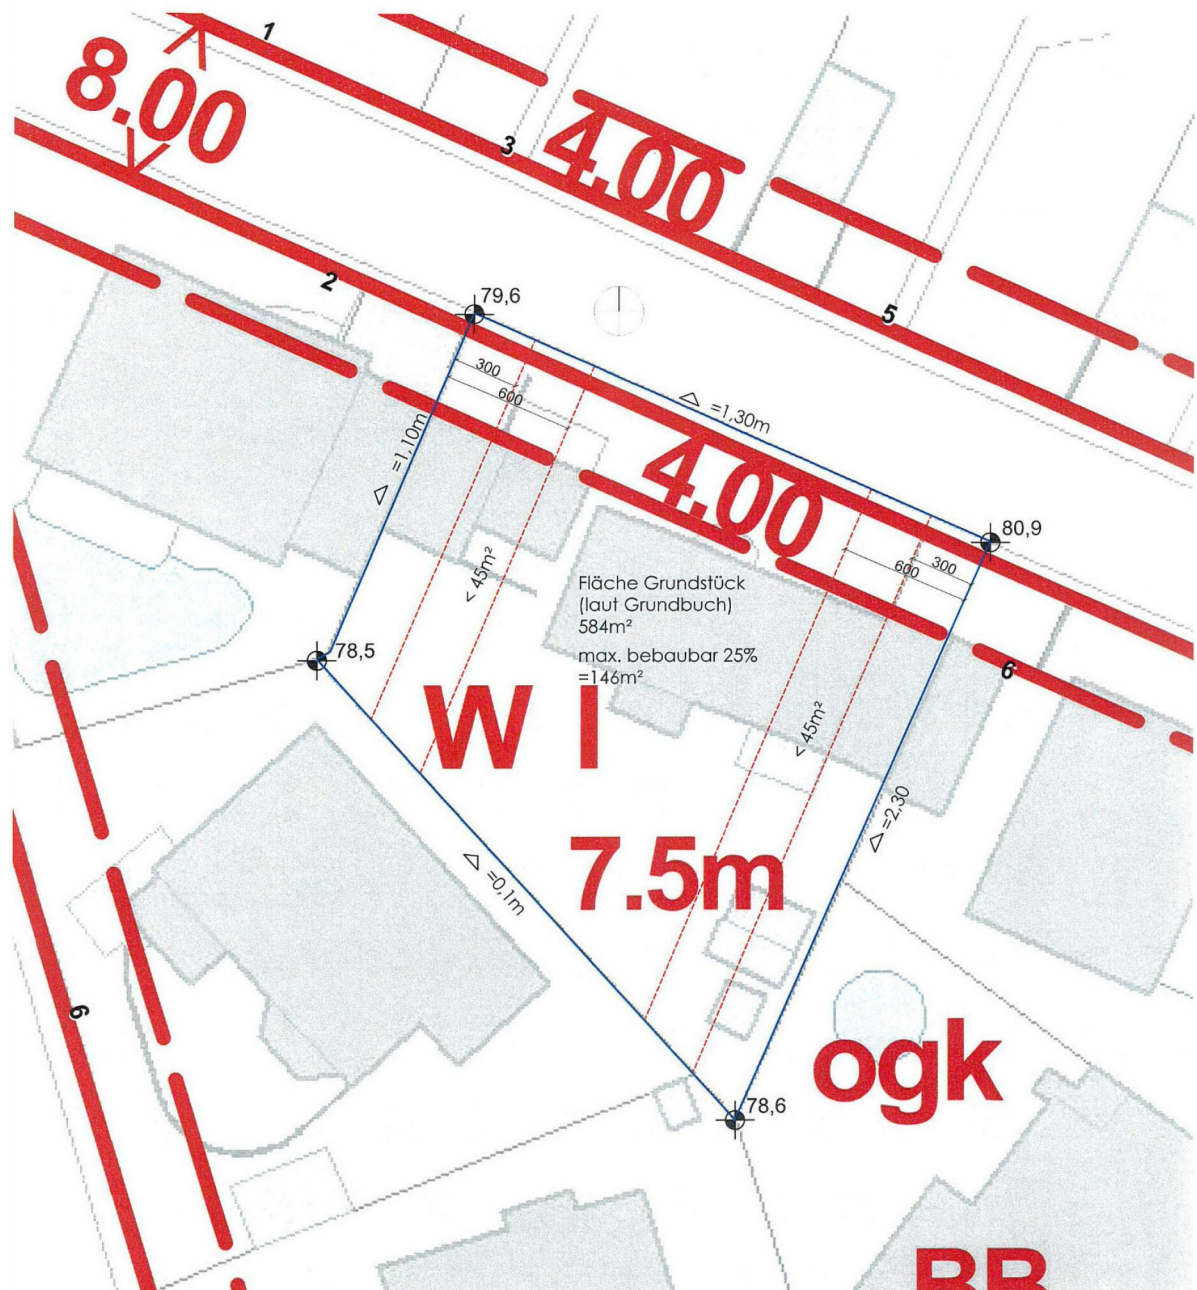 1
8.00
3
4.00
2
79,6
5
300
600
△ =1,30m
△ =1,10m
4.00
80,9
300
600
< 45m²
Fläche Grundstück
(laut Grundbuch)
584m²
max. bebaubar 25%
=146m²
78,5
6
W I
< 45m²
△ =2,30
△ =0,1m
7.5m
9
ogk
78,6
BB